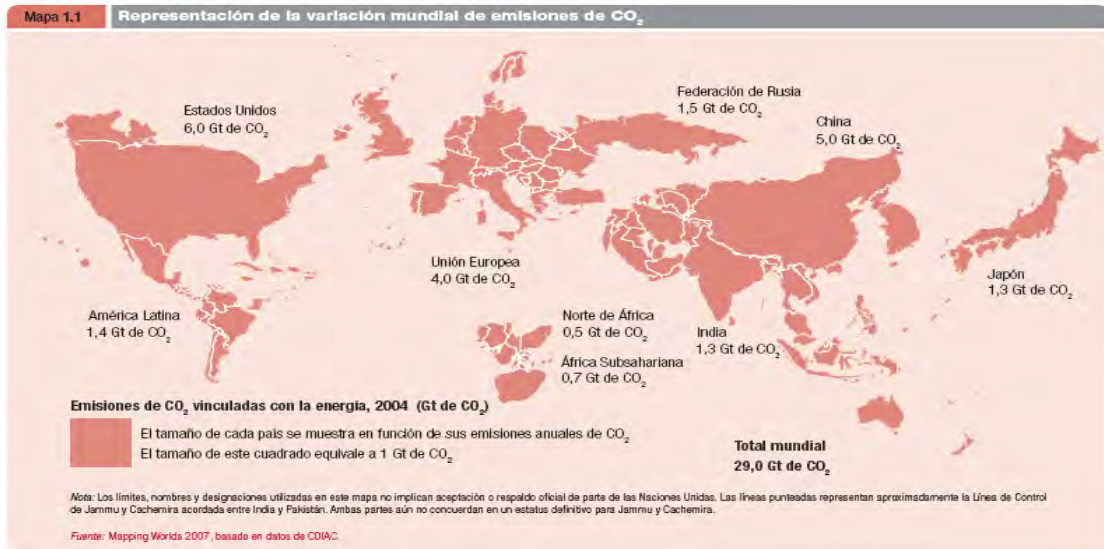 Mapa 1.1
Representación de la variación mundial de emisiones de CO₂
Estados Unidos
6,0 Gt de CO₂
Federación de Rusia
1,5 Gt de CO₂
China
5,0 Gt de CO₂
Unión Europea
4,0 Gt de CO₂
Japón
1,3 Gt de CO₂
América Latina
1,4 Gt de CO₂
Norte de África
0,5 Gt de CO₂
India
1,3 Gt de CO₂
África Subsahariana
0,7 Gt de CO₂
Emisiones de CO₂ vinculadas con la energía, 2004 (Gt de CO₂)
El tamaño de cada país se muestra en función de sus emisiones anuales de CO₂
El tamaño de este cuadrado equivale a 1 Gt de CO₂
Total mundial
29,0 Gt de CO₂
Nota: Los límites, nombres y designaciones utilizadas en este mapa no implican aceptación o respaldo oficial de parte de las Naciones Unidas. Las líneas punteadas representan aproximadamente la Línea de Control
de Jammu y Cachemira acordada entre India y Pakistán. Ambas partes aún no concuerdan en un estatus definitivo para Jammu y Cachemira.
Fuente: Mapping Worlds 2007, basado en datos de CDIAC.